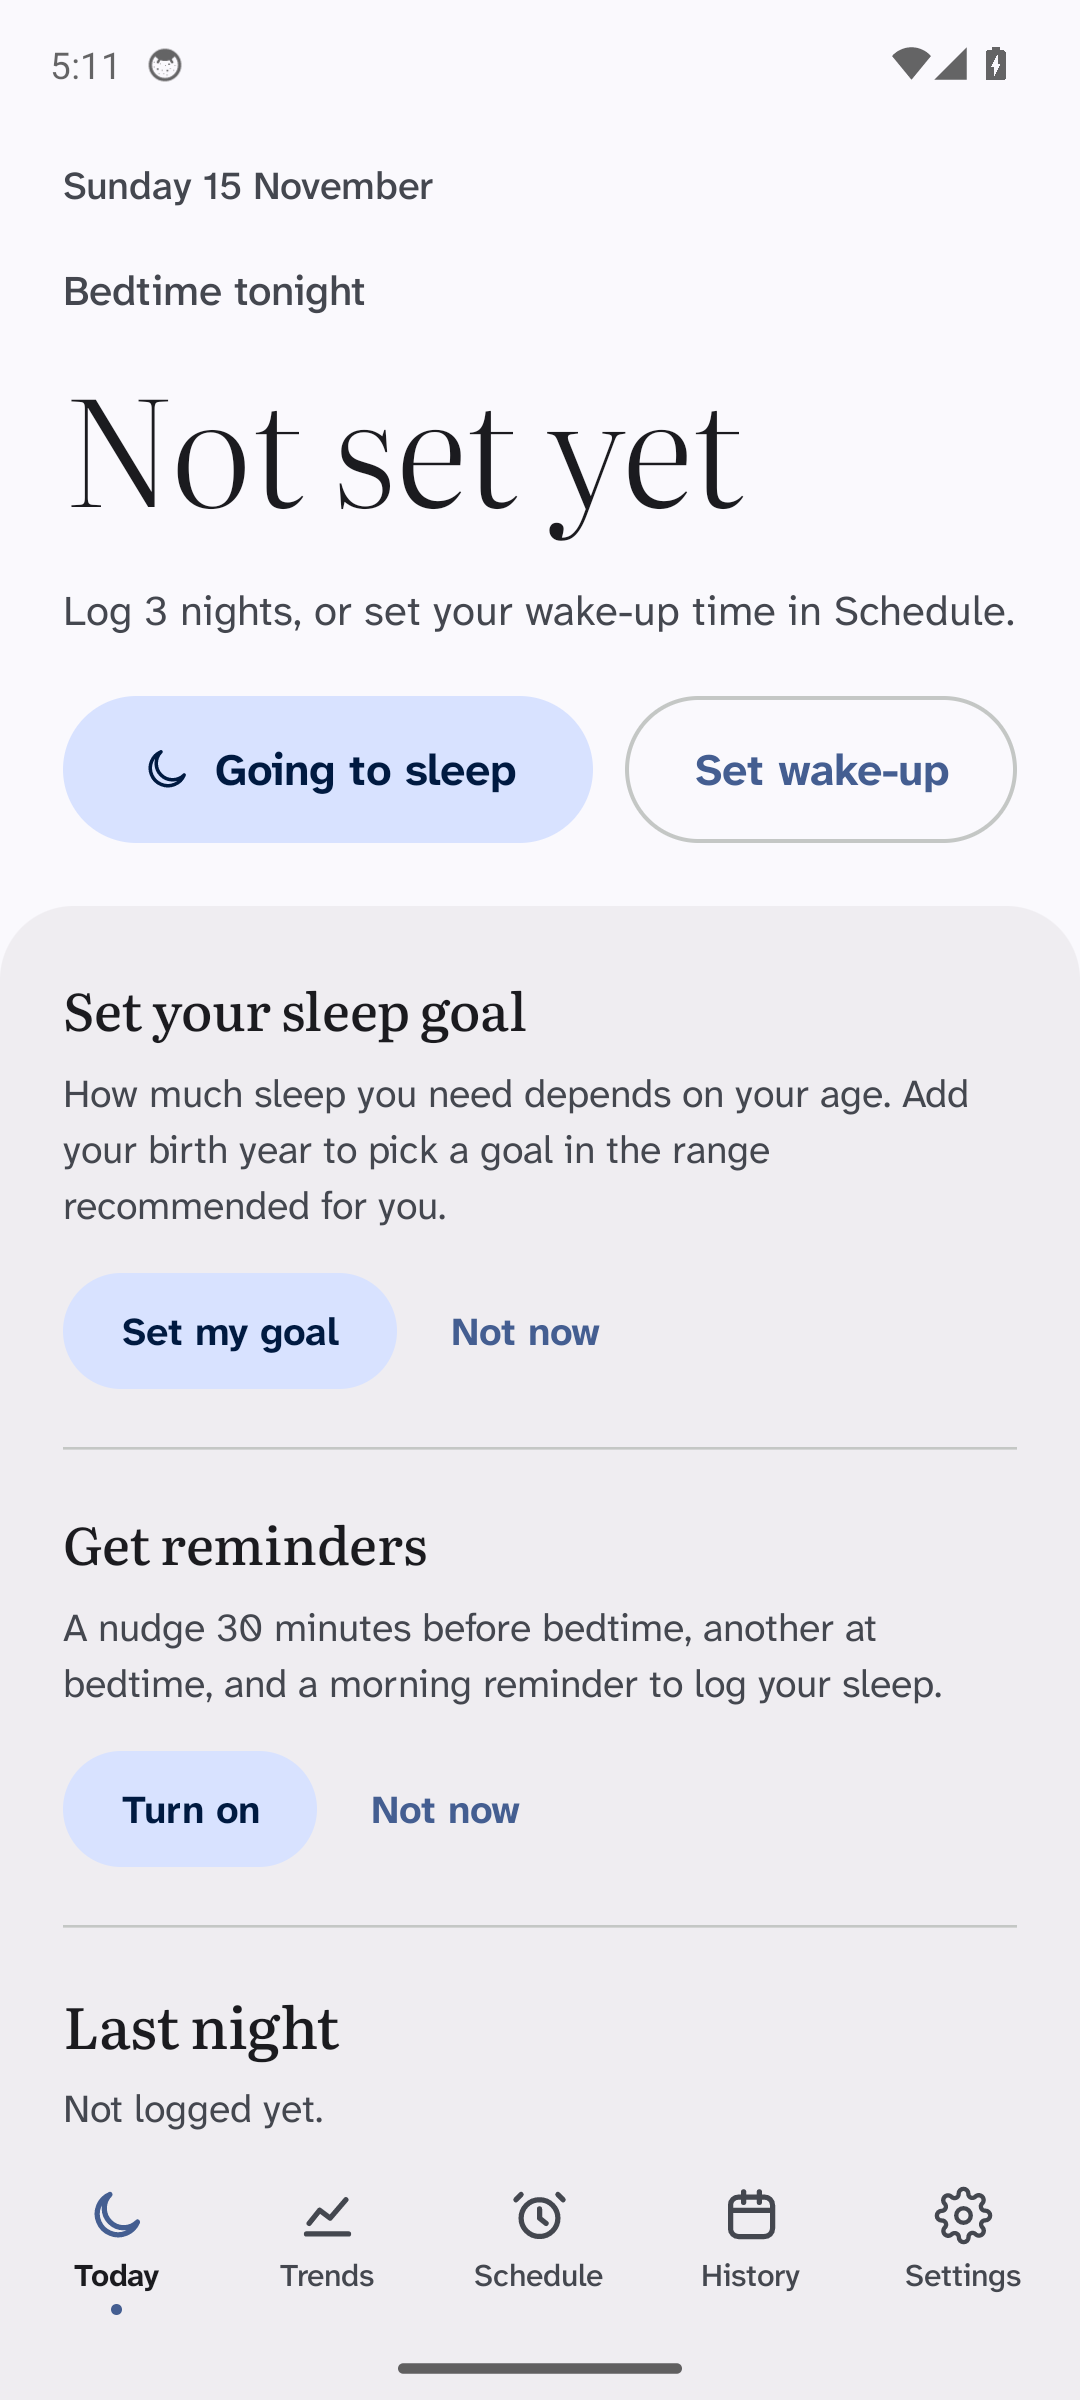 5:11
Sunday 15 November
Bedtime tonight
Not set yet
Log 3 nights, or set your wake-up time in Schedule.
Going to sleep
Set wake-up
Set your sleep goal
How much sleep you need depends on your age. Add
your birth year to pick a goal in the range
recommended for you.
Set my goal
Not now
Get reminders
A nudge 30 minutes before bedtime, another at
bedtime, and a morning reminder to log your sleep.
Turn on
Not now
Last night
Not logged yet.
Today
Trends
Schedule
History
Settings